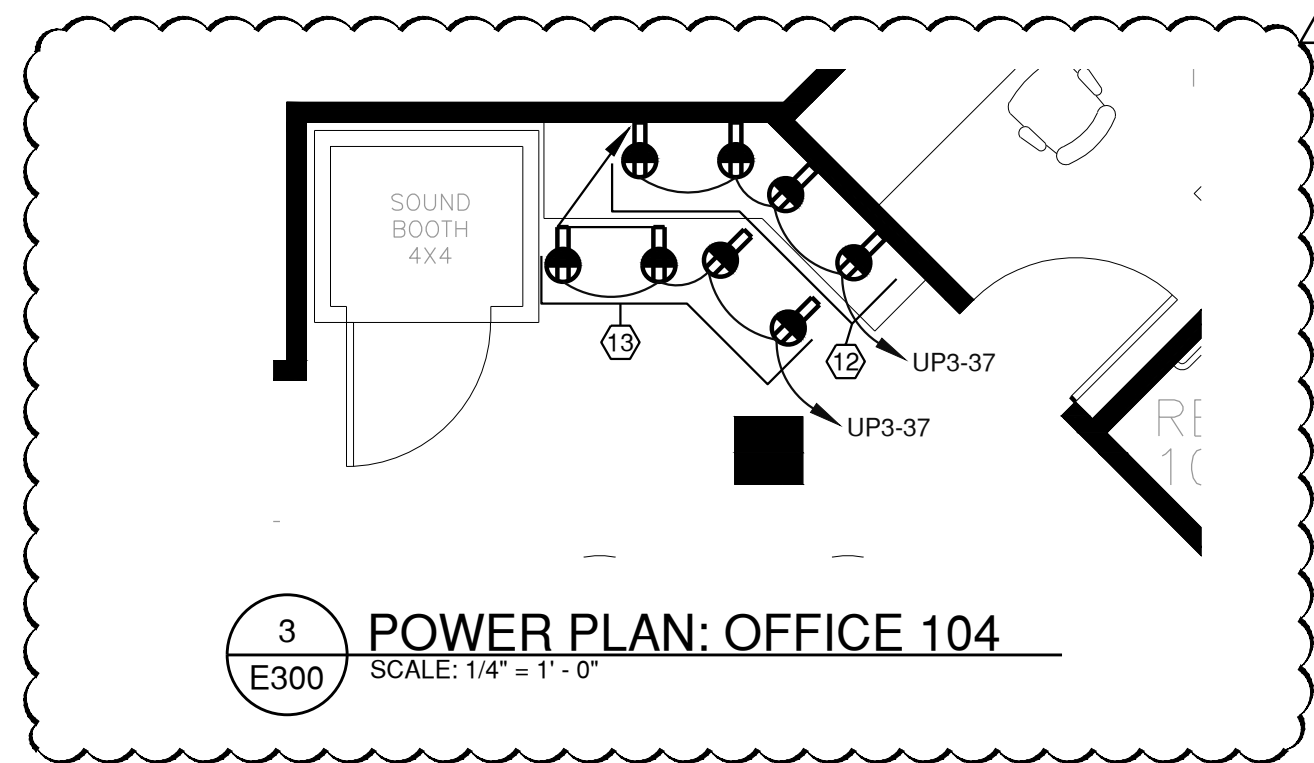 SOUND
BOOTH
4X4
13
12
UP3-37
UP3-37
3
E300
POWER PLAN: OFFICE 104
SCALE: 1/4" = 1' - 0"